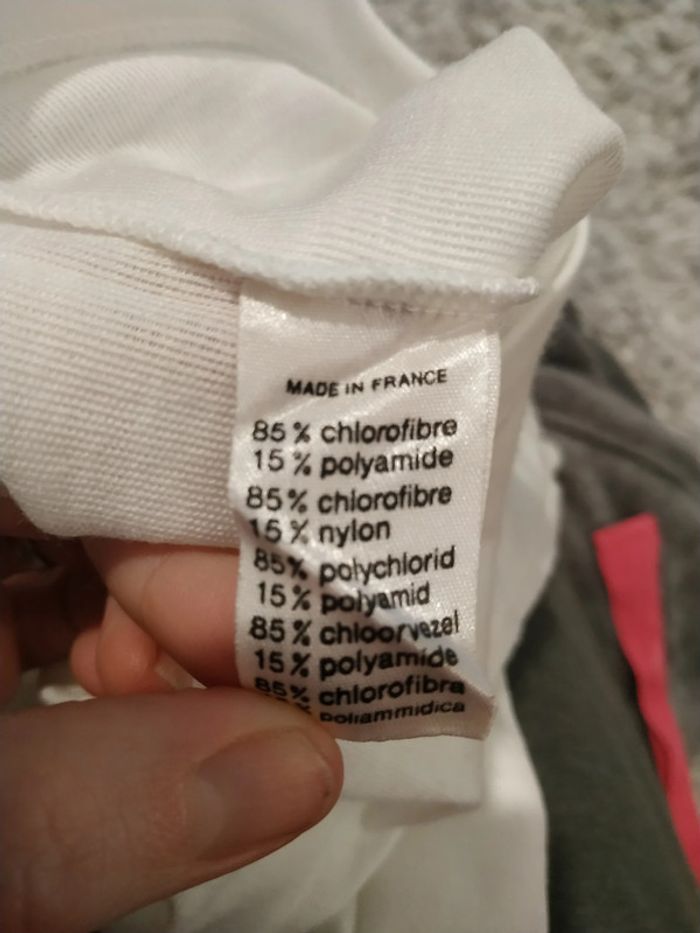 MADE IN FRANCE
85 % chlorofibre
15 % polyamide
85 % chlorofibre
15 % nylon
85% polychlorid
15 % polyamid
85 % chloorvezel
15 % polyamide
85% chlorofibra
% poliammidica